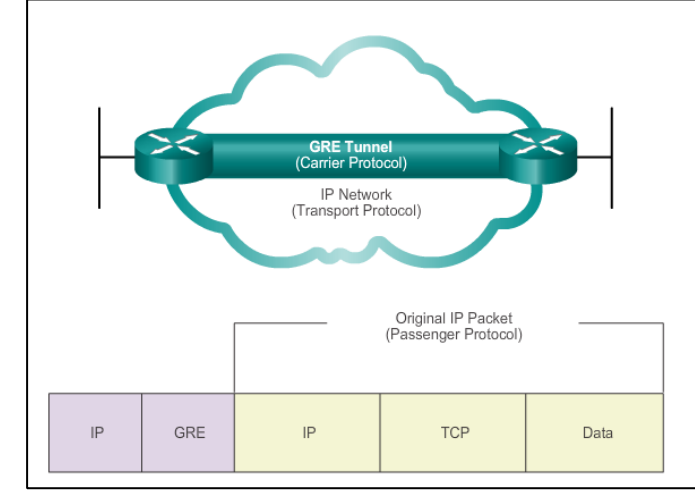 GRE Tunnel
(Carrier Protocol)
IP Network
(Transport Protocol)
Original IP Packet
(Passenger Protocol)
IP GRE IP TCP Data